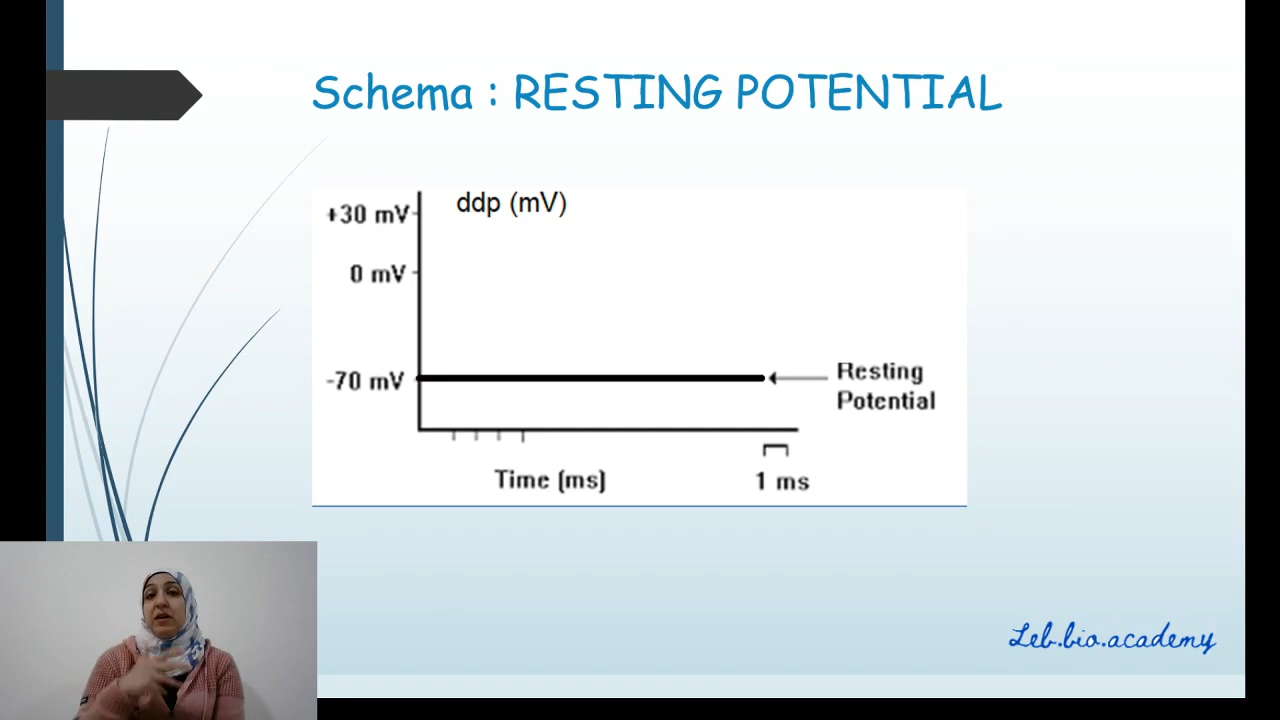 Schema : RESTING POTENTIAL
ddp (mV)
+30 mV
0 mV
-70 mV
Resting
Potential
Time (ms)
1 ms
Leb.bio.academy